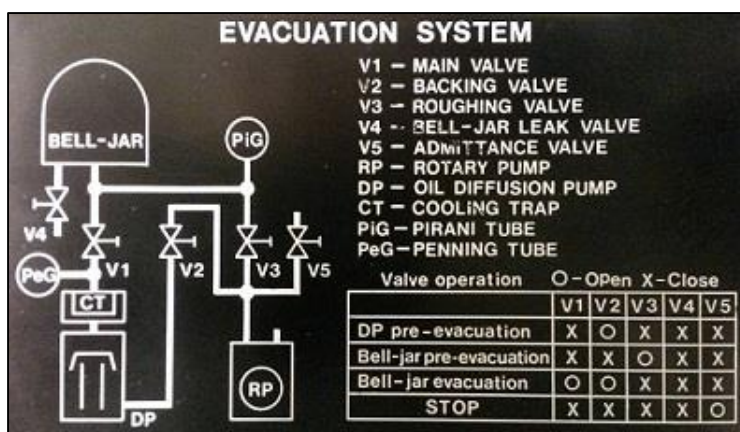 EVACUATION SYSTEM
V1 – MAIN VALVE
V2 – BACKING VALVE
V3 – ROUGHING VALVE
V4 – BELL-JAR LEAK VALVE
V5 – ADMITTANCE VALVE
RP – ROTARY PUMP
DP – OIL DIFFUSION PUMP
CT – COOLING TRAP
PiG – PIRANI TUBE
PeG – PENNING TUBE
BELL-JAR
PiG
V4
V1
V2
V3
V5
PeG
CT
RP
DP
Valve operation O-OPen X-Close
V1 V2 V3 V4 V5
DP pre-evacuation X O X X X
Bell-jar pre-evacuation X X O X X
Bell-jar evacuation O O X X X
STOP X X X X O